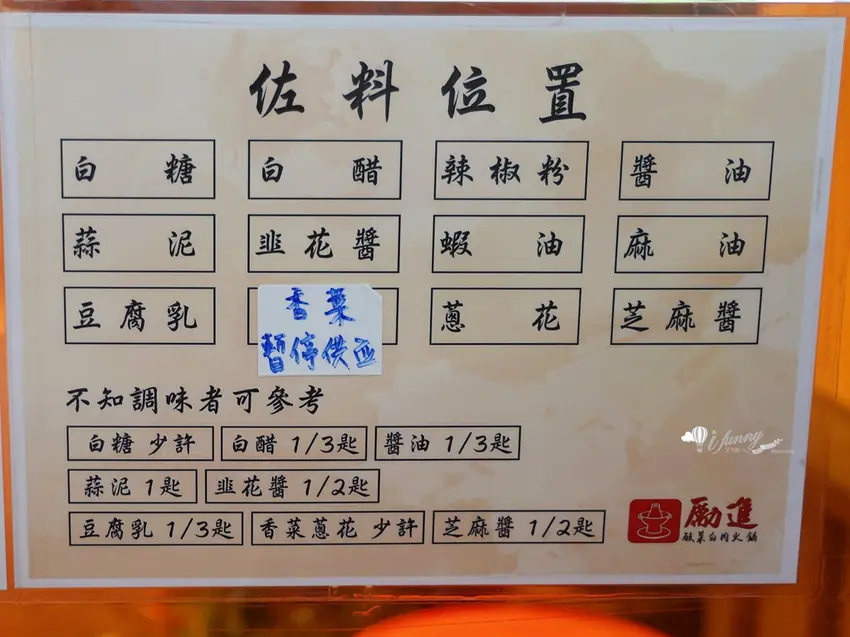 佐料位置
白糖 白醋 辣椒粉 醬油
蒜泥 韭花醬 蝦油 麻油
豆腐乳 香菜 蔥花 芝麻醬
暫停供应
不知調味者可參考
白糖 少許 白醋 1/3匙 醬油 1/3匙
蒜泥 1匙 韭花醬 1/2匙
豆腐乳 1/3匙 香菜蔥花 少許 芝麻醬 1/2匙
i funny
勵進
酸菜白肉火鍋